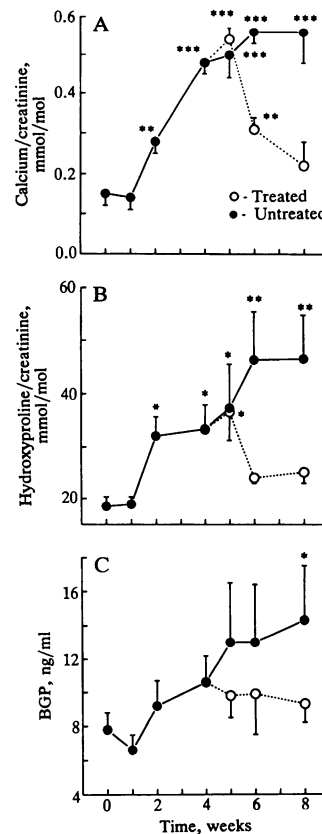 A
***
***
***
***
***
**
**
0.6
0.4
0.2
0.0
Calcium/creatinine,
mmol/mol
○ - Treated
● - Untreated
B
60
40
20
Hydroxyproline/creatinine,
mmol/mol
**
**
*
*
*
*
C
*
16
12
8
4
BGP, ng/ml
0 2 4 6 8
Time, weeks